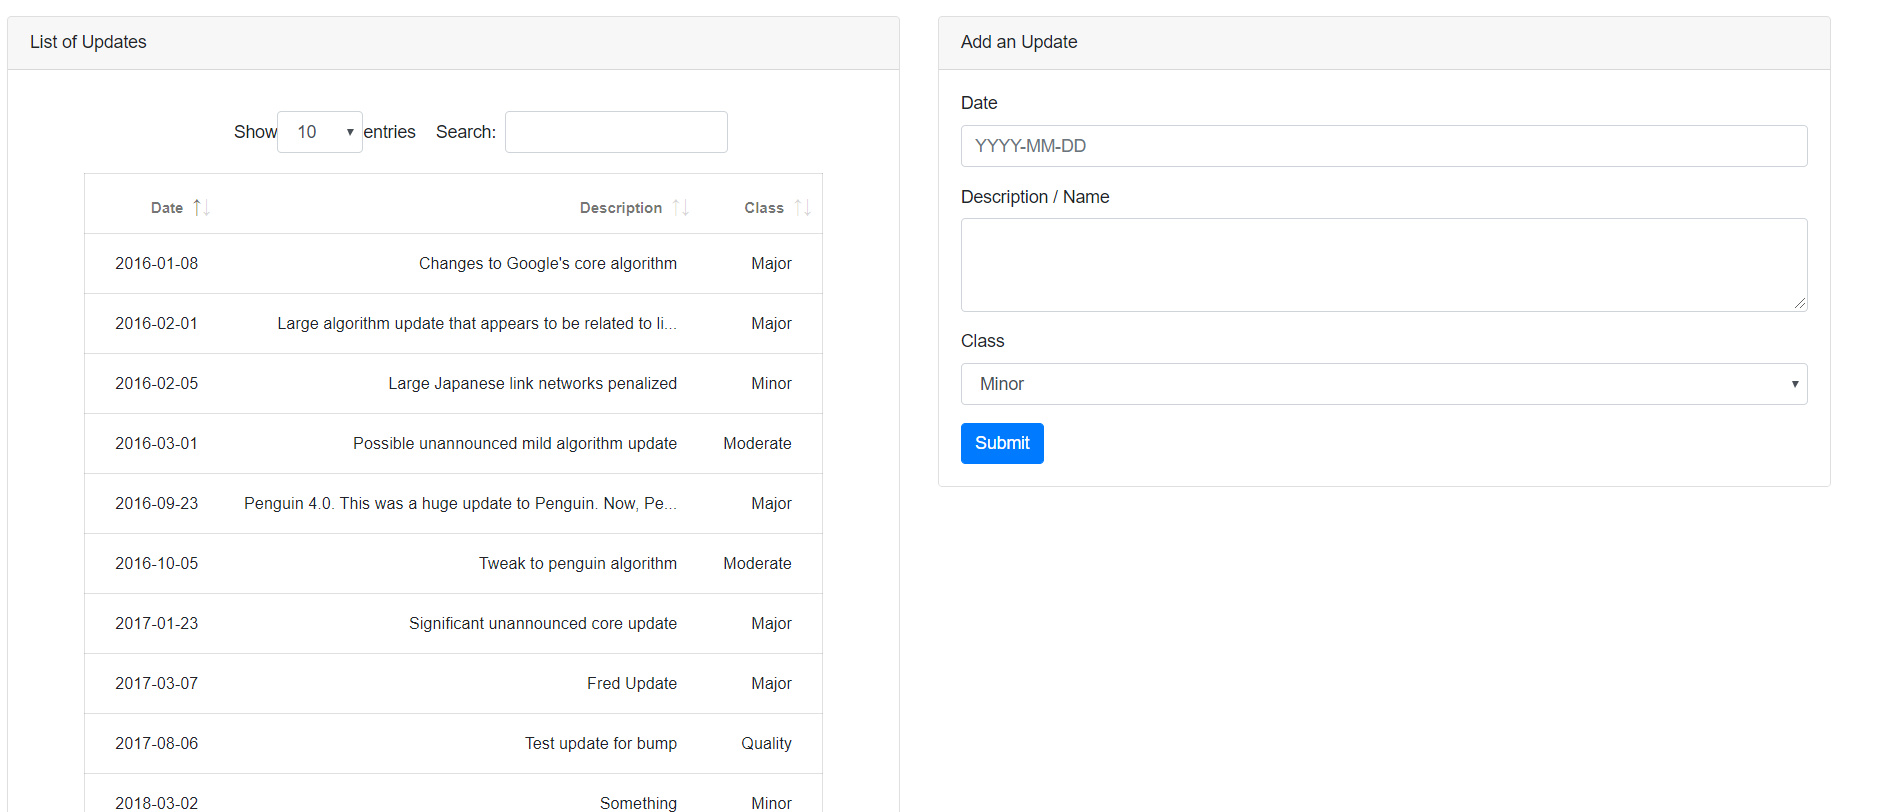 List of Updates
Show 10 entries Search:
Date Description Class
2016-01-08 Changes to Google's core algorithm Major
2016-02-01 Large algorithm update that appears to be related to li... Major
2016-02-05 Large Japanese link networks penalized Minor
2016-03-01 Possible unannounced mild algorithm update Moderate
2016-09-23 Penguin 4.0. This was a huge update to Penguin. Now, Pe... Major
2016-10-05 Tweak to penguin algorithm Moderate
2017-01-23 Significant unannounced core update Major
2017-03-07 Fred Update Major
2017-08-06 Test update for bump Quality
2018-03-02 Something Minor
Add an Update
Date
YYYY-MM-DD
Description / Name
Class
Minor
Submit